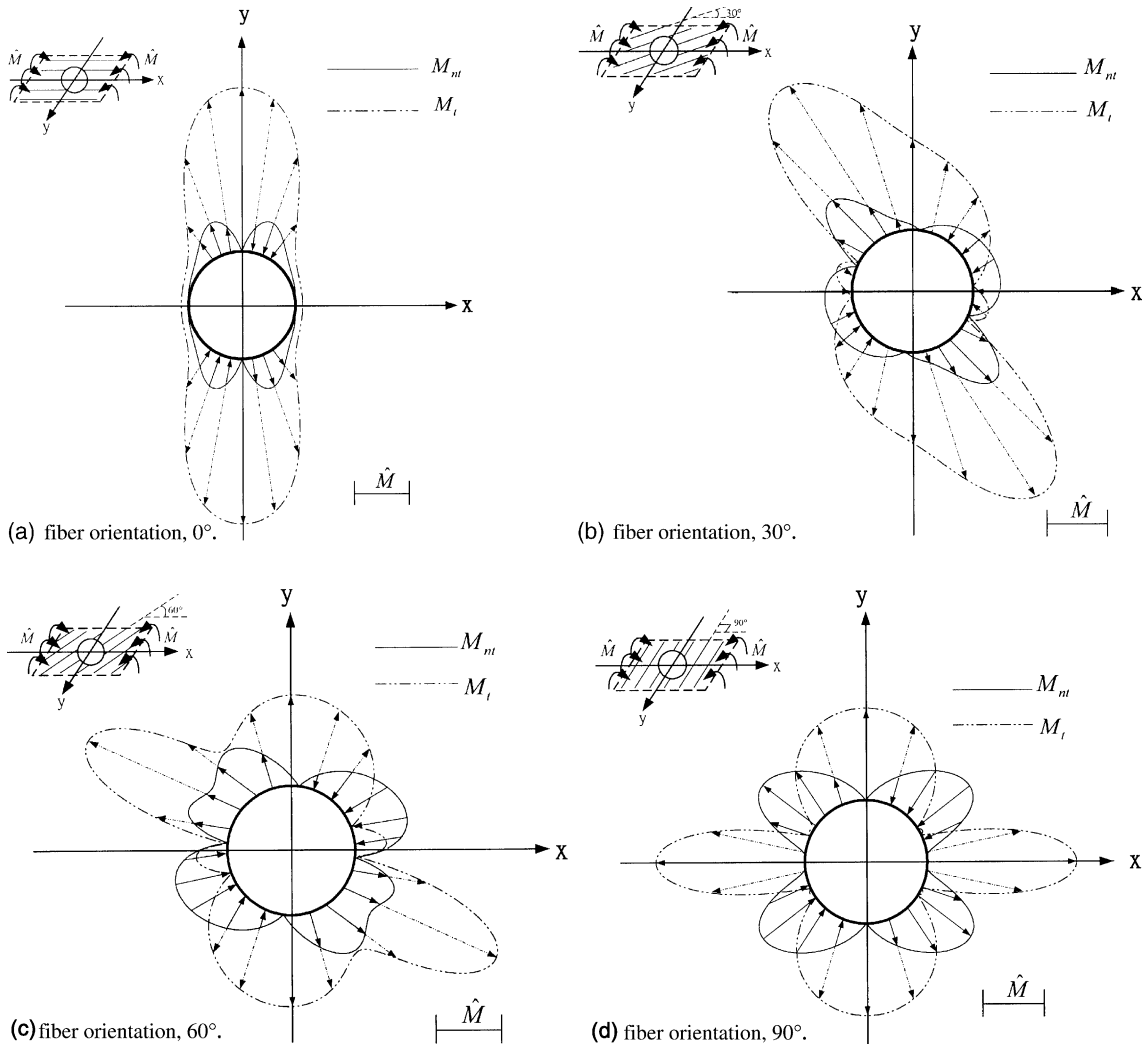 y
M̂ M̂
x
y
M_nt
M_t
x
M̂
(a) fiber orientation, 0°.
30°
y
M̂ M̂
x
y
M_nt
M_t
x
M̂
(b) fiber orientation, 30°.
60°
y
M̂ M̂
x
y
M_nt
M_t
x
M̂
(c) fiber orientation, 60°.
90°
y
M̂ M̂
x
y
M_nt
M_t
x
M̂
(d) fiber orientation, 90°.